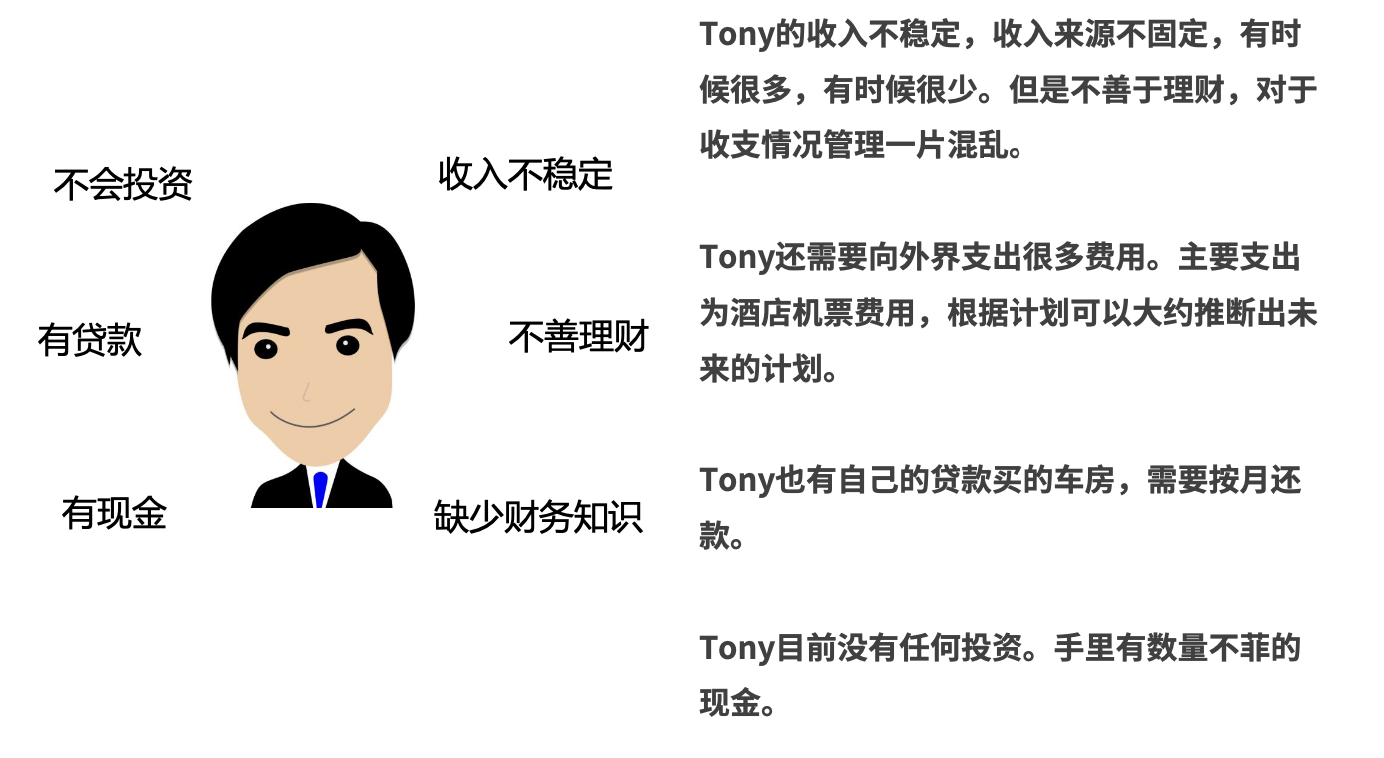 不会投资
收入不稳定
有贷款
不善理财
有现金
缺少财务知识
Tony的收入不稳定，收入来源不固定，有时
候很多，有时候很少。但是不善于理财，对于
收支情况管理一片混乱。
Tony还需要向外界支出很多费用。主要支出
为酒店机票费用，根据计划可以大约推断出未
来的计划。
Tony也有自己的贷款买的车房，需要按月还
款。
Tony目前没有任何投资。手里有数量不菲的
现金。